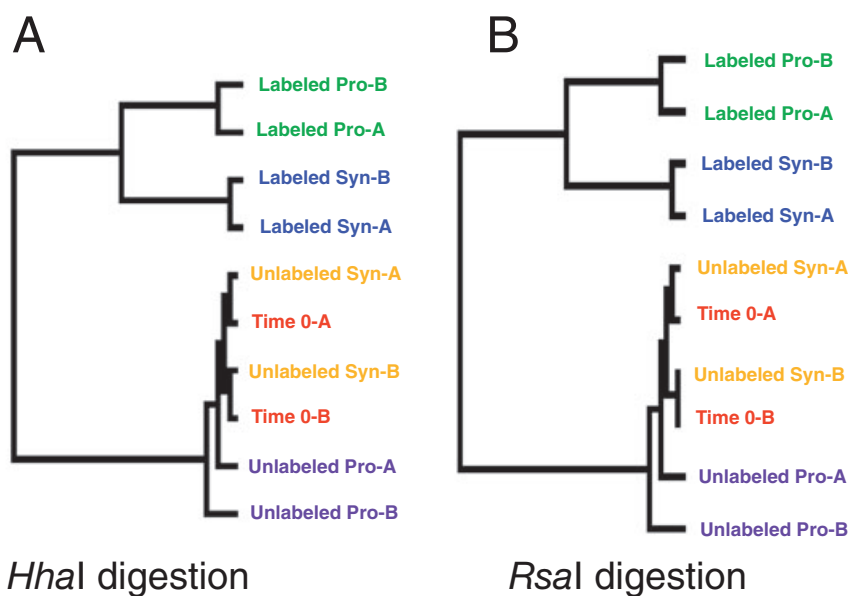 A
Labeled Pro-B
Labeled Pro-A
Labeled Syn-B
Labeled Syn-A
Unlabeled Syn-A
Time 0-A
Unlabeled Syn-B
Time 0-B
Unlabeled Pro-A
Unlabeled Pro-B
HhaI digestion
B
Labeled Pro-B
Labeled Pro-A
Labeled Syn-B
Labeled Syn-A
Unlabeled Syn-A
Time 0-A
Unlabeled Syn-B
Time 0-B
Unlabeled Pro-A
Unlabeled Pro-B
RsaI digestion